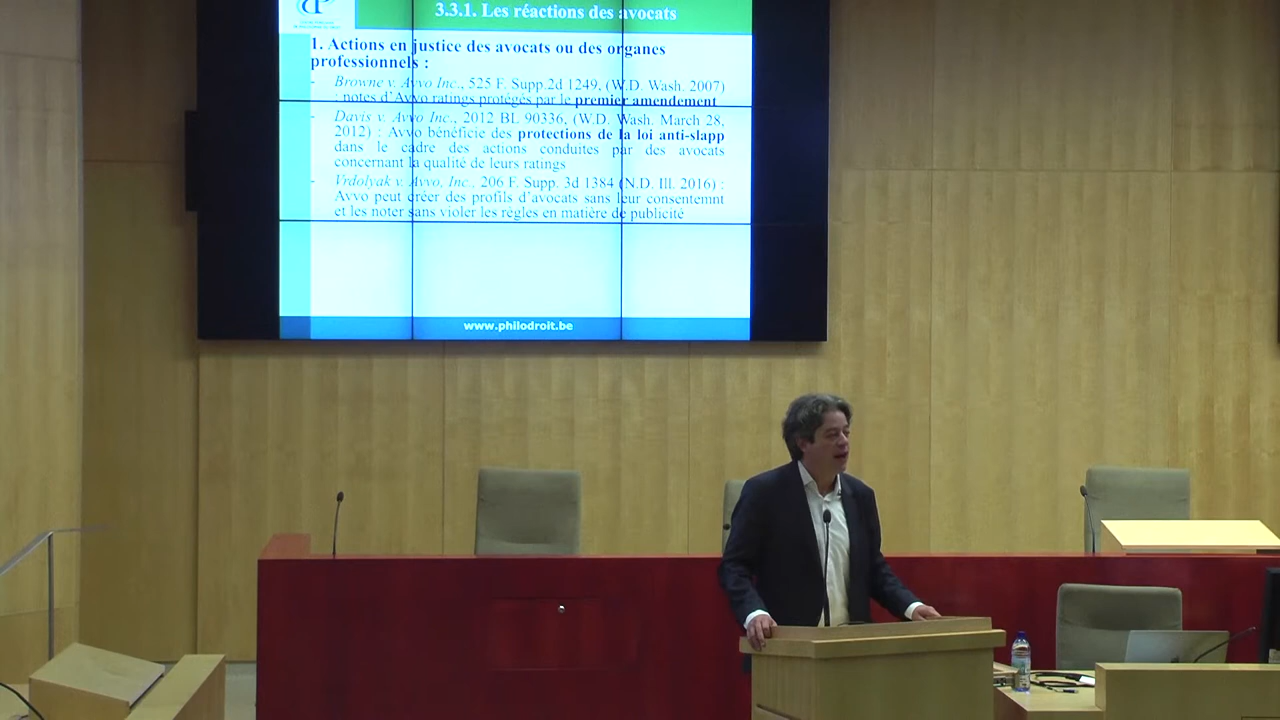 3.3.1. Les réactions des avocats
1. Actions en justice des avocats ou des organes
professionnels :
- Browne v. Avvo Inc., 525 F. Supp.2d 1249, (W.D. Wash. 2007)
: notes d'Avvo ratings protégés par le premier amendement
- Davis v. Avvo Inc., 2012 BL 90336, (W.D. Wash. March 28,
2012) : Avvo bénéficie des protections de la loi anti-slapp
dans le cadre des actions conduites par des avocats
concernant la qualité de leurs ratings
- Vrdolyak v. Avvo, Inc., 206 F. Supp. 3d 1384 (N.D. Ill. 2016) :
Avvo peut créer des profils d'avocats sans leur consentemnt
et les noter sans violer les règles en matière de publicité
www.philodroit.be